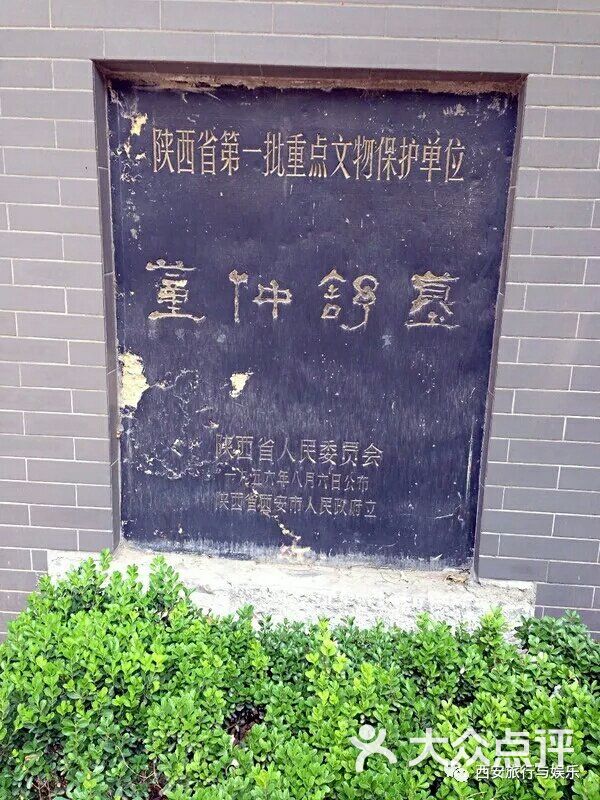 陕西省第一批重点文物保护单位
董仲舒墓
陕西省人民委员会
一九五六年八月六日公布
陕西省西安市人民政府立
大众点评
西安旅行与娱乐